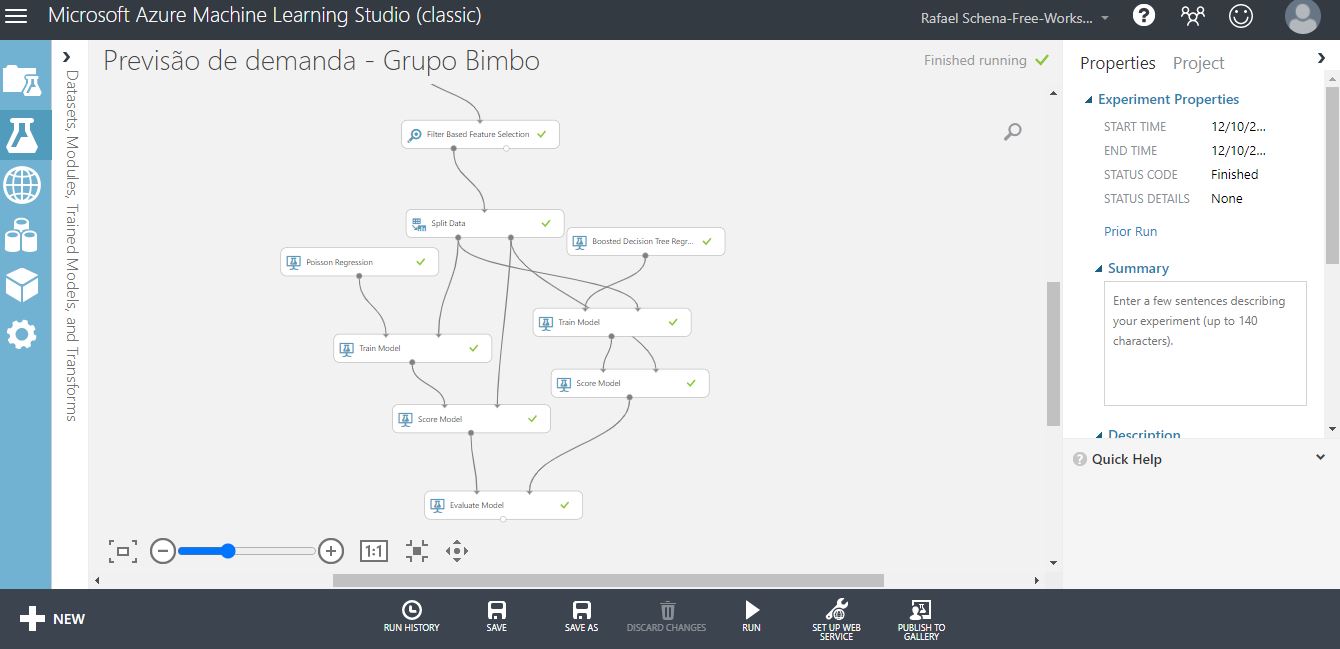 Microsoft Azure Machine Learning Studio (classic)
Rafael Schena-Free-Works...
Datasets, Modules, Trained Models, and Transforms
Previsão de demanda - Grupo Bimbo
Finished running
Filter Based Feature Selection
Split Data
Boosted Decision Tree Regr...
Poisson Regression
Train Model
Train Model
Score Model
Score Model
Evaluate Model
1:1
Properties Project
Experiment Properties
START TIME 12/10/2...
END TIME 12/10/2...
STATUS CODE Finished
STATUS DETAILS None
Prior Run
Summary
Enter a few sentences describing
your experiment (up to 140
characters).
Description
Quick Help
NEW
RUN HISTORY
SAVE
SAVE AS
DISCARD CHANGES
RUN
SET UP WEB
SERVICE
PUBLISH TO
GALLERY